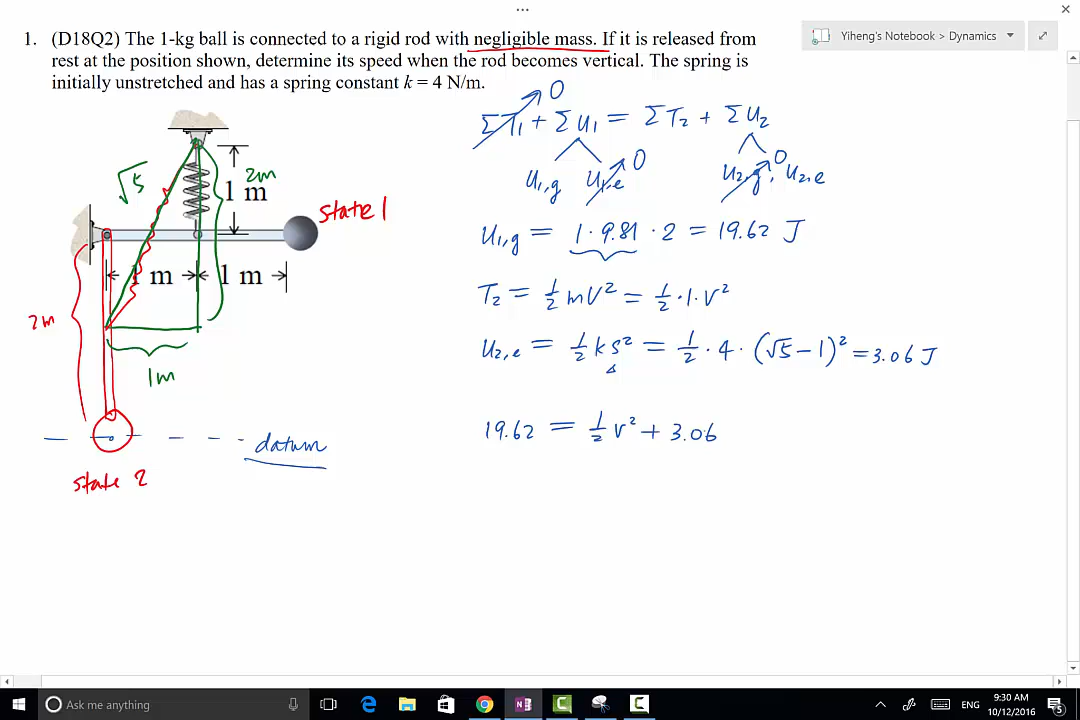 1. (D18Q2) The 1-kg ball is connected to a rigid rod with negligible mass. If it is released from
rest at the position shown, determine its speed when the rod becomes vertical. The spring is
initially unstretched and has a spring constant k = 4 N/m.
Yiheng's Notebook > Dynamics
√5
2m
1 m
State 1
1 m
2m
1m
datum
State 2
0
ΣT₁ + ΣU₁ = ΣT₂ + ΣU₂
0
0
U₁,g U₁,e
U₂,g, U₂,e
U₁,g = 1 · 9.81 · 2 = 19.62 J
T₂ = 1/2 mV² = 1/2 · 1 · V²
U₂,e = 1/2 k s² = 1/2 · 4 · (√5 − 1)² = 3.06 J
19.62 = 1/2 V² + 3.06
Ask me anything
ENG
9:30 AM
10/12/2016
5